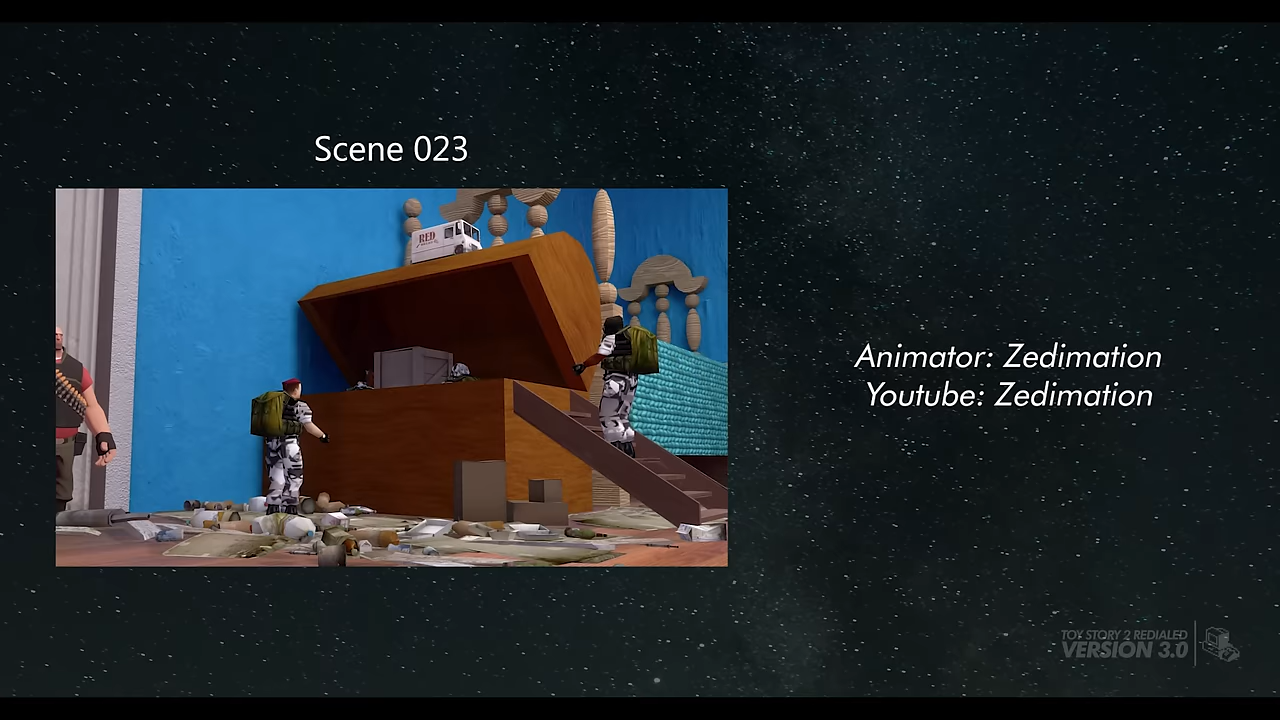 Scene 023
RED
Animator: Zedimation
Youtube: Zedimation
TOY STORY 2 REDIALED
VERSION 3.0